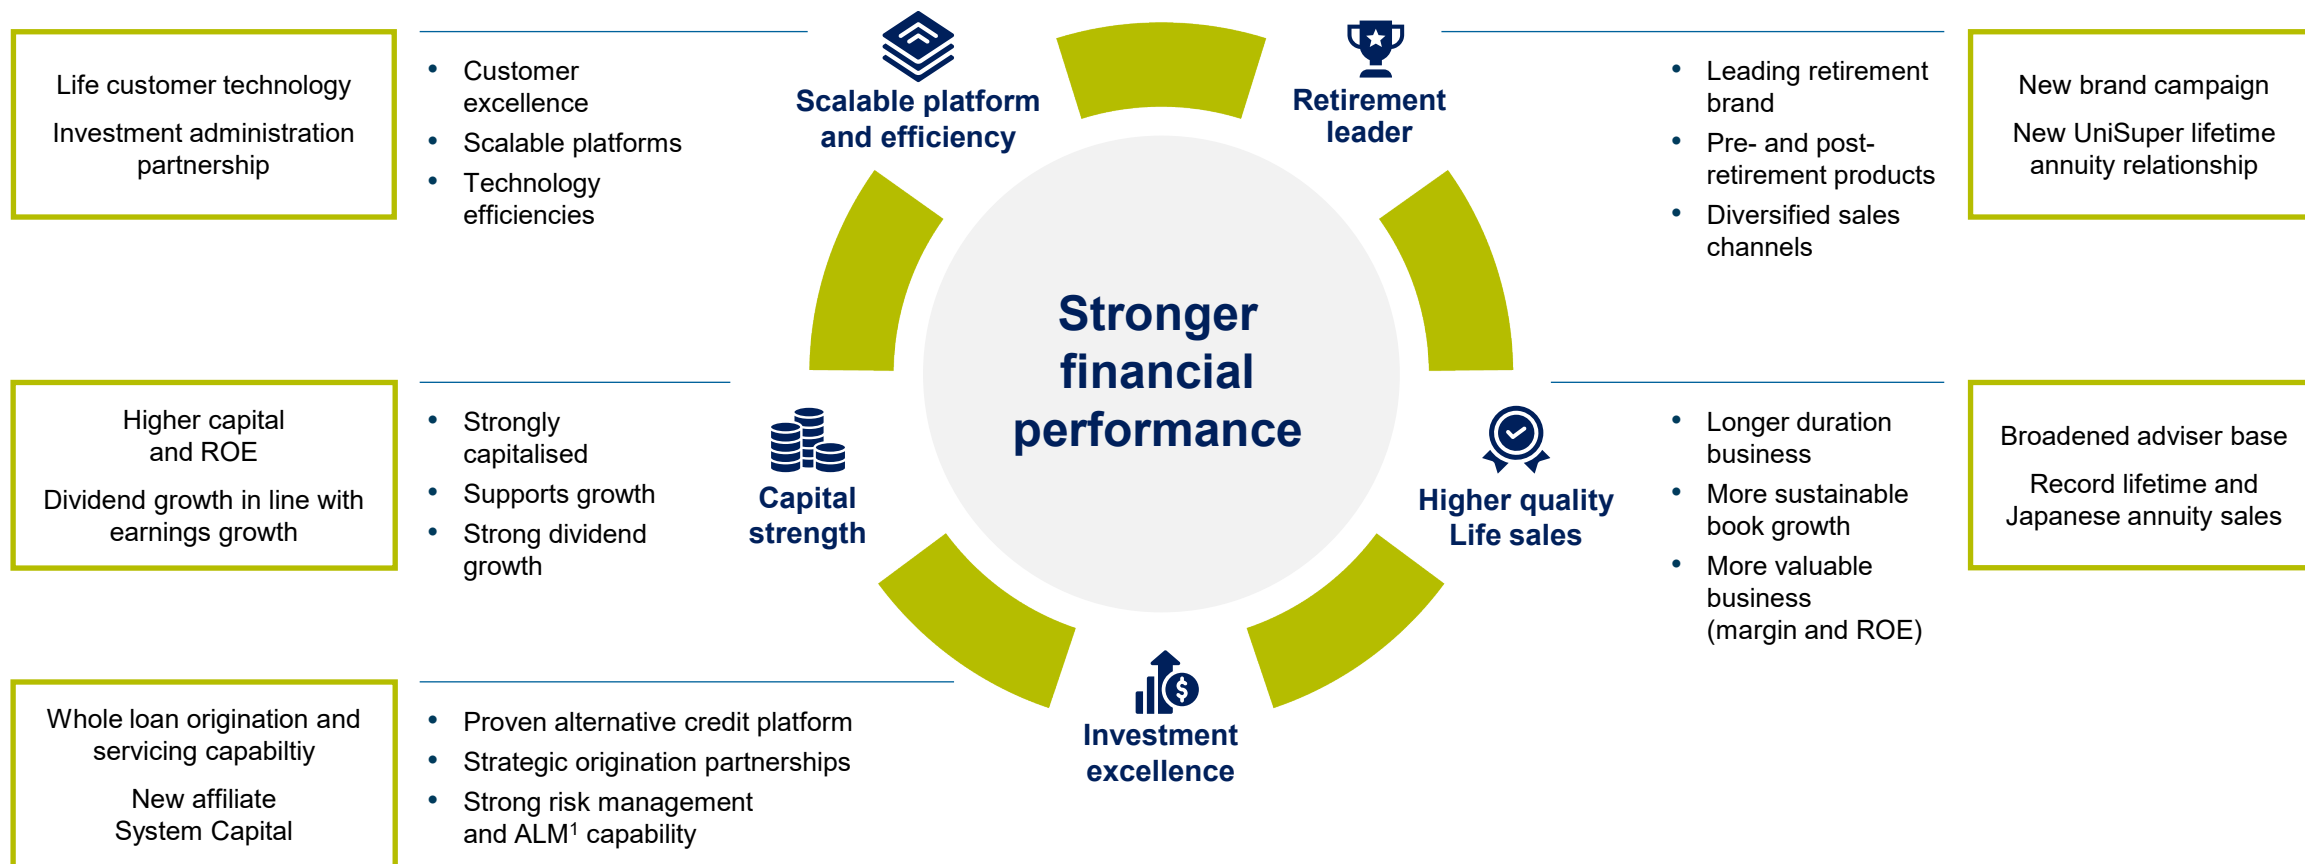 Life customer technology
Investment administration
partnership
• Customer
excellence
• Scalable platforms
• Technology
efficiencies
Scalable platform
and efficiency
Retirement
leader
• Leading retirement
brand
• Pre- and post-
retirement products
• Diversified sales
channels
New brand campaign
New UniSuper lifetime
annuity relationship
Stronger
financial
performance
Higher capital
and ROE
Dividend growth in line with
earnings growth
• Strongly
capitalised
• Supports growth
• Strong dividend
growth
Capital
strength
Higher quality
Life sales
• Longer duration
business
• More sustainable
book growth
• More valuable
business
(margin and ROE)
Broadened adviser base
Record lifetime and
Japanese annuity sales
Whole loan origination and
servicing capabiltiy
New affiliate
System Capital
• Proven alternative credit platform
• Strategic origination partnerships
• Strong risk management
and ALM¹ capability
$
Investment
excellence